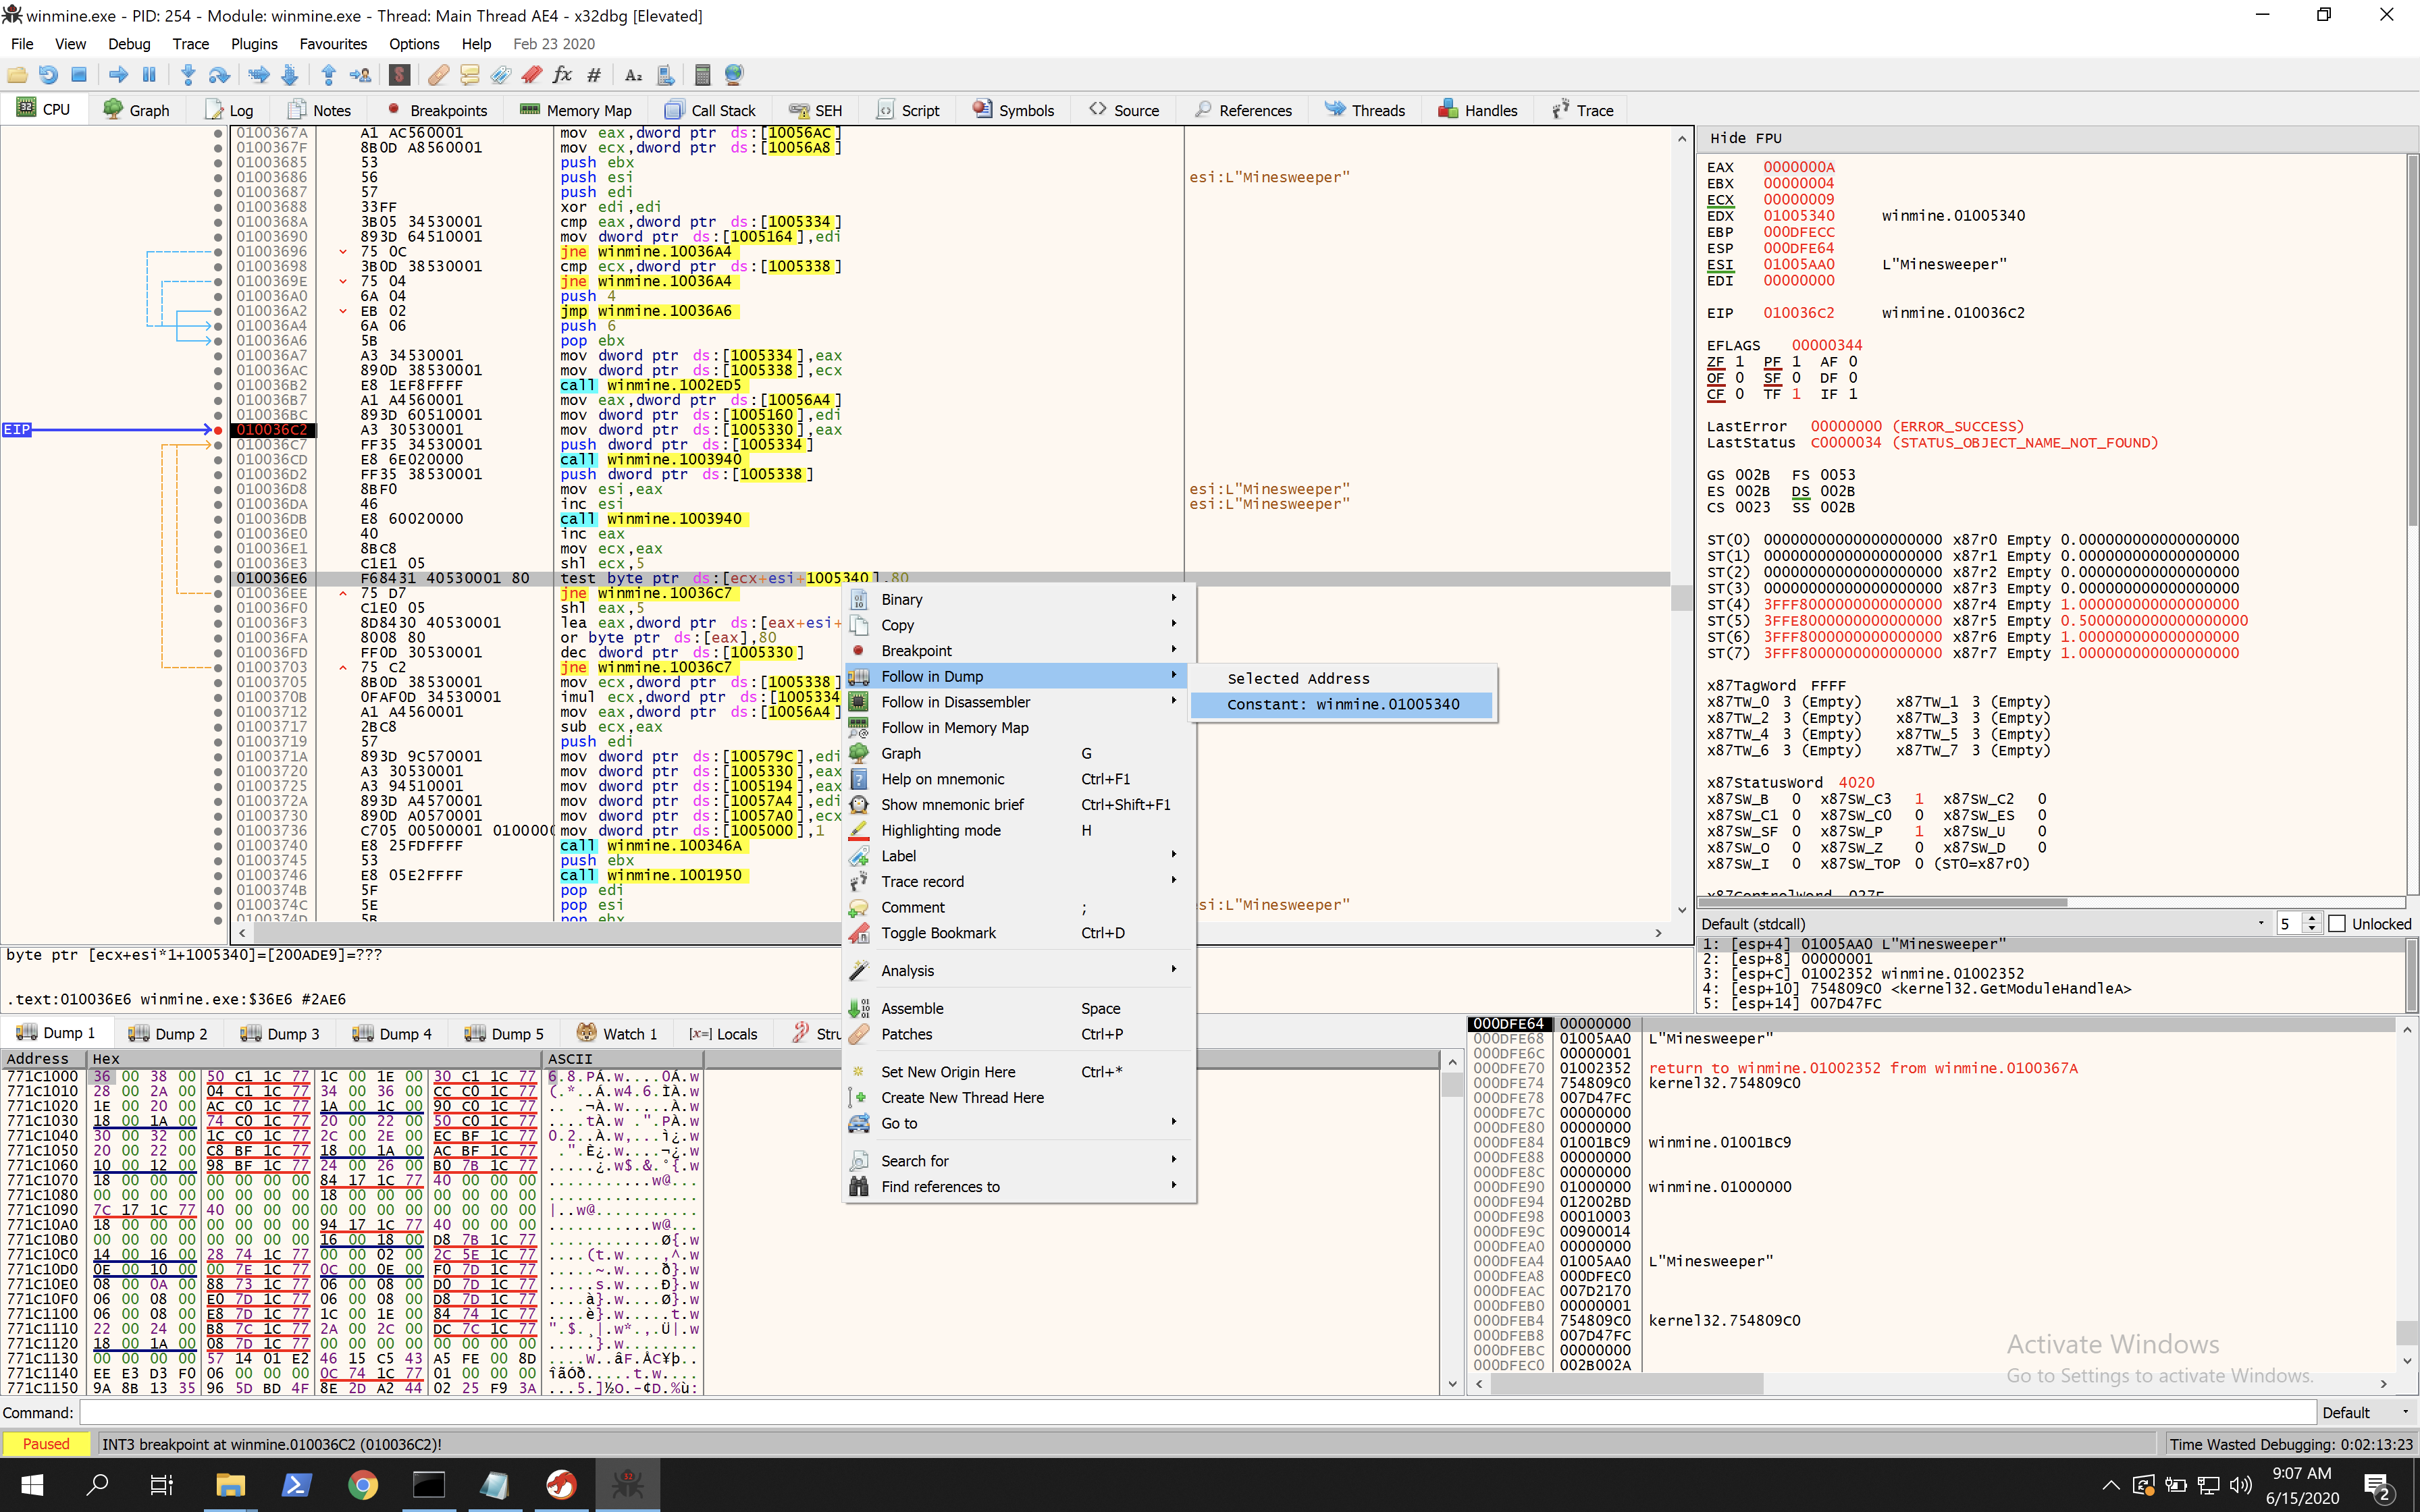 winmine.exe - PID: 254 - Module: winmine.exe - Thread: Main Thread AE4 - x32dbg [Elevated]
File View Debug Trace Plugins Favourites Options Help Feb 23 2020
CPU Graph Log Notes Breakpoints Memory Map Call Stack SEH Script Symbols Source References Threads Handles Trace
0100367A A1 AC560001 mov eax,dword ptr ds:[10056AC]
0100367F 8B0D A8560001 mov ecx,dword ptr ds:[10056A8]
01003685 53 push ebx
01003686 56 push esi esi:L"Minesweeper"
01003687 57 push edi
01003688 33FF xor edi,edi
0100368A 3B05 34530001 cmp eax,dword ptr ds:[1005334]
01003690 893D 64510001 mov dword ptr ds:[1005164],edi
01003696 75 0C jne winmine.10036A4
01003698 3B0D 38530001 cmp ecx,dword ptr ds:[1005338]
0100369E 75 04 jne winmine.10036A4
010036A0 6A 04 push 4
010036A2 EB 02 jmp winmine.10036A6
010036A4 6A 06 push 6
010036A6 5B pop ebx
010036A7 A3 34530001 mov dword ptr ds:[1005334],eax
010036AC 890D 38530001 mov dword ptr ds:[1005338],ecx
010036B2 E8 1EF8FFFF call winmine.1002ED5
010036B7 A1 A4560001 mov eax,dword ptr ds:[10056A4]
010036BC 893D 60510001 mov dword ptr ds:[1005160],edi
EIP 010036C2 A3 30530001 mov dword ptr ds:[1005330],eax
010036C7 FF35 34530001 push dword ptr ds:[1005334]
010036CD E8 6E020000 call winmine.1003940
010036D2 FF35 38530001 push dword ptr ds:[1005338]
010036D8 8BF0 mov esi,eax esi:L"Minesweeper"
010036DA 46 inc esi esi:L"Minesweeper"
010036DB E8 60020000 call winmine.1003940
010036E0 40 inc eax
010036E1 8BC8 mov ecx,eax
010036E3 C1E1 05 shl ecx,5
010036E6 F68431 40530001 80 test byte ptr ds:[ecx+esi+1005340],80
010036EE 75 D7 jne winmine.10036C7
010036F0 C1E0 05 shl eax,5
010036F3 8D8430 40530001 lea eax,dword ptr ds:[eax+esi+
010036FA 8008 80 or byte ptr ds:[eax],80
010036FD FF0D 30530001 dec dword ptr ds:[1005330]
01003703 75 C2 jne winmine.10036C7
01003705 8B0D 38530001 mov ecx,dword ptr ds:[1005338]
0100370B 0FAF0D 34530001 imul ecx,dword ptr ds:[1005334
01003712 A1 A4560001 mov eax,dword ptr ds:[10056A4]
01003717 2BC8 sub ecx,eax
01003719 57 push edi
0100371A 893D 9C570001 mov dword ptr ds:[100579C],edi
01003720 A3 30530001 mov dword ptr ds:[1005330],eax
01003725 A3 94510001 mov dword ptr ds:[1005194],eax
0100372A 893D A4570001 mov dword ptr ds:[10057A4],edi
01003730 890D A0570001 mov dword ptr ds:[10057A0],ecx
01003736 C705 00500001 0100000 mov dword ptr ds:[1005000],1
01003740 E8 25FDFFFF call winmine.100346A
01003745 53 push ebx
01003746 E8 05E2FFFF call winmine.1001950
0100374B 5F pop edi
0100374C 5E pop esi si:L"Minesweeper"
0100374D 5B pop ebx
Binary
Copy
Breakpoint
Follow in Dump
Follow in Disassembler
Follow in Memory Map
Graph G
Help on mnemonic Ctrl+F1
Show mnemonic brief Ctrl+Shift+F1
Highlighting mode H
Label
Trace record
Comment ;
Toggle Bookmark Ctrl+D
Analysis
Assemble Space
Patches Ctrl+P
Set New Origin Here Ctrl+*
Create New Thread Here
Go to
Search for
Find references to
Selected Address
Constant: winmine.01005340
Hide FPU
EAX 0000000A
EBX 00000004
ECX 00000009
EDX 01005340 winmine.01005340
EBP 000DFECC
ESP 000DFE64
ESI 01005AA0 L"Minesweeper"
EDI 00000000
EIP 010036C2 winmine.010036C2
EFLAGS 00000344
ZF 1 PF 1 AF 0
OF 0 SF 0 DF 0
CF 0 TF 1 IF 1
LastError 00000000 (ERROR_SUCCESS)
LastStatus C0000034 (STATUS_OBJECT_NAME_NOT_FOUND)
GS 002B FS 0053
ES 002B DS 002B
CS 0023 SS 002B
ST(0) 00000000000000000000 x87r0 Empty 0.000000000000000000
ST(1) 00000000000000000000 x87r1 Empty 0.000000000000000000
ST(2) 00000000000000000000 x87r2 Empty 0.000000000000000000
ST(3) 00000000000000000000 x87r3 Empty 0.000000000000000000
ST(4) 3FFF8000000000000000 x87r4 Empty 1.000000000000000000
ST(5) 3FFE8000000000000000 x87r5 Empty 0.5000000000000000000
ST(6) 3FFF8000000000000000 x87r6 Empty 1.000000000000000000
ST(7) 3FFF8000000000000000 x87r7 Empty 1.000000000000000000
x87TagWord FFFF
x87TW_0 3 (Empty) x87TW_1 3 (Empty)
x87TW_2 3 (Empty) x87TW_3 3 (Empty)
x87TW_4 3 (Empty) x87TW_5 3 (Empty)
x87TW_6 3 (Empty) x87TW_7 3 (Empty)
x87StatusWord 4020
x87SW_B 0 x87SW_C3 1 x87SW_C2 0
x87SW_C1 0 x87SW_C0 0 x87SW_ES 0
x87SW_SF 0 x87SW_P 1 x87SW_U 0
x87SW_O 0 x87SW_Z 0 x87SW_D 0
x87SW_I 0 x87SW_TOP 0 (ST0=x87r0)
x87ControlWord 027F
Default (stdcall) 5 Unlocked
1: [esp+4] 01005AA0 L"Minesweeper"
2: [esp+8] 00000001
3: [esp+C] 01002352 winmine.01002352
4: [esp+10] 754809C0 <kernel32.GetModuleHandleA>
5: [esp+14] 007D47FC
byte ptr [ecx+esi*1+1005340]=[200ADE9]=???
.text:010036E6 winmine.exe:$36E6 #2AE6
Dump 1 Dump 2 Dump 3 Dump 4 Dump 5 Watch 1 [x=] Locals Stru
Address Hex ASCII
771C1000 36 00 38 00 50 C1 1C 77 1C 00 1E 00 30 C1 1C 77 6.8.PÁ.w....0Á.w
771C1010 28 00 2A 00 04 C1 1C 77 34 00 36 00 CC C0 1C 77 (.*..Á.w4.6.ÌÀ.w
771C1020 1E 00 20 00 AC C0 1C 77 1A 00 1C 00 90 C0 1C 77 .. .¬À.w.....À.w
771C1030 18 00 1A 00 74 C0 1C 77 20 00 22 00 50 C0 1C 77 ....tÀ.w .".PÀ.w
771C1040 30 00 32 00 1C C0 1C 77 2C 00 2E 00 EC BF 1C 77 0.2..À.w,...ì¿.w
771C1050 20 00 22 00 C8 BF 1C 77 18 00 1A 00 AC BF 1C 77  .".È¿.w....¬¿.w
771C1060 10 00 12 00 98 BF 1C 77 24 00 26 00 B0 7B 1C 77 .....¿.w$.&.°{.w
771C1070 18 00 00 00 00 00 00 00 84 17 1C 77 40 00 00 00 ...........w@...
771C1080 00 00 00 00 00 00 00 00 18 00 00 00 00 00 00 00 ................
771C1090 7C 17 1C 77 40 00 00 00 00 00 00 00 00 00 00 00 |..w@...........
771C10A0 18 00 00 00 00 00 00 00 94 17 1C 77 40 00 00 00 ...........w@...
771C10B0 00 00 00 00 00 00 00 00 16 00 18 00 D8 7B 1C 77 ............Ø{.w
771C10C0 14 00 16 00 28 74 1C 77 00 00 02 00 2C 5E 1C 77 ....(t.w....,^.w
771C10D0 0E 00 10 00 00 7E 1C 77 0C 00 0E 00 F0 7D 1C 77 .....~.w....ð}.w
771C10E0 08 00 0A 00 88 73 1C 77 06 00 08 00 D0 7D 1C 77 .....s.w....Ð}.w
771C10F0 06 00 08 00 E0 7D 1C 77 06 00 08 00 D8 7D 1C 77 ....à}.w....Ø}.w
771C1100 06 00 08 00 E8 7D 1C 77 1C 00 1E 00 84 74 1C 77 ....è}.w.....t.w
771C1110 22 00 24 00 B8 7C 1C 77 2A 00 2C 00 DC 7C 1C 77 ".$.¸|.w*.,.Ü|.w
771C1120 18 00 1A 00 08 7D 1C 77 00 00 00 00 00 00 00 00 .....}.w........
771C1130 00 00 00 00 57 14 01 E2 46 15 C5 43 A5 FE 00 8D ....W..âF.ÅC¥þ..
771C1140 EE E3 D3 F0 06 00 00 00 0C 74 1C 77 01 00 00 00 îãÓð.....t.w....
771C1150 9A 8B 13 35 96 5D BD 4F 8E 2D A2 44 02 25 F9 3A ...5.]½O.-¢D.%ù:
000DFE64 00000000
000DFE68 01005AA0 L"Minesweeper"
000DFE6C 00000001
000DFE70 01002352 return to winmine.01002352 from winmine.0100367A
000DFE74 754809C0 kernel32.754809C0
000DFE78 007D47FC
000DFE7C 00000000
000DFE80 00000000
000DFE84 01001BC9 winmine.01001BC9
000DFE88 00000000
000DFE8C 00000000
000DFE90 01000000 winmine.01000000
000DFE94 012002BD
000DFE98 00010003
000DFE9C 00900014
000DFEA0 00000000
000DFEA4 01005AA0 L"Minesweeper"
000DFEA8 000DFEC0
000DFEAC 007D2170
000DFEB0 00000001
000DFEB4 754809C0 kernel32.754809C0
000DFEB8 007D47FC
000DFEBC 00000000
000DFEC0 002B002A
Activate Windows
Go to Settings to activate Windows.
Command: Default
Paused INT3 breakpoint at winmine.010036C2 (010036C2)! Time Wasted Debugging: 0:02:13:23
9:07 AM
6/15/2020
2